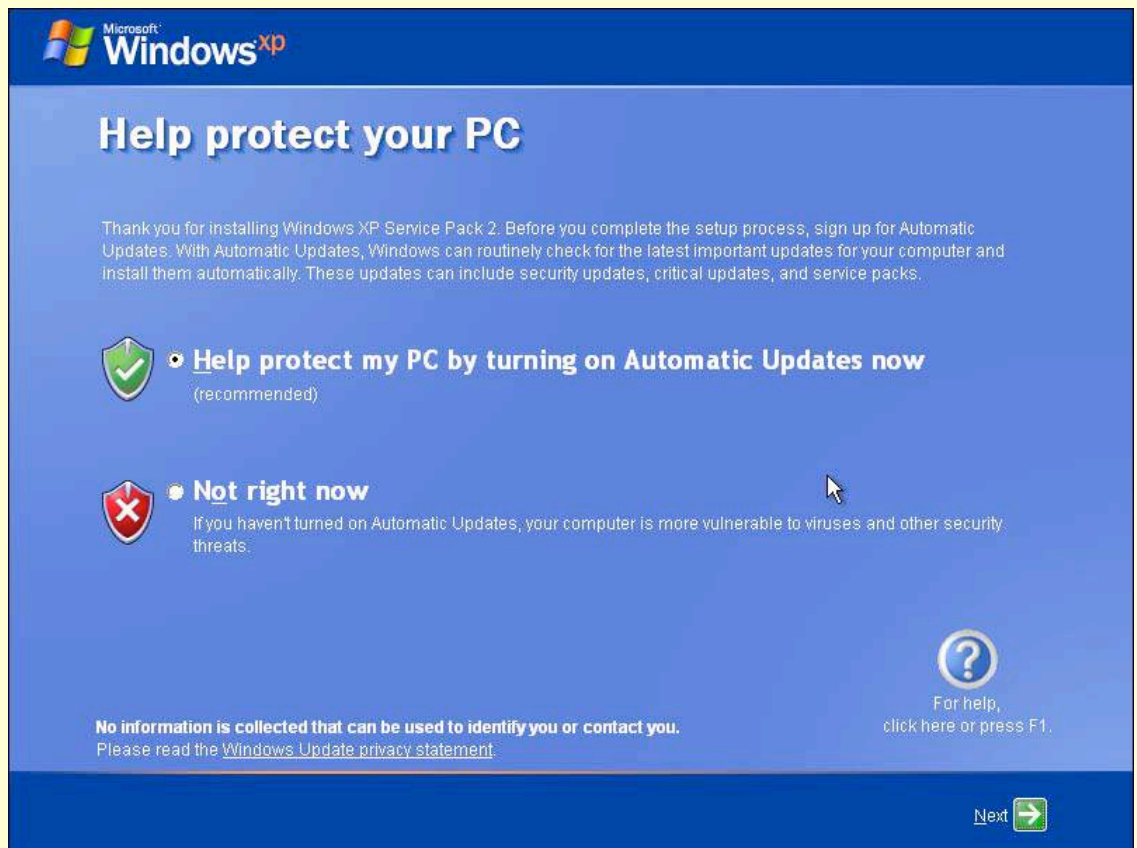 Microsoft
Windows xp
Help protect your PC
Thank you for installing Windows XP Service Pack 2. Before you complete the setup process, sign up for Automatic
Updates. With Automatic Updates, Windows can routinely check for the latest important updates for your computer and
install them automatically. These updates can include security updates, critical updates, and service packs.
Help protect my PC by turning on Automatic Updates now
(recommended)
Not right now
If you haven't turned on Automatic Updates, your computer is more vulnerable to viruses and other security
threats.
For help,
click here or press F1.
No information is collected that can be used to identify you or contact you.
Please read the Windows Update privacy statement.
Next